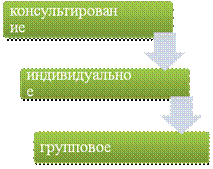 консультирован
ие
индивидуально
е
групповое